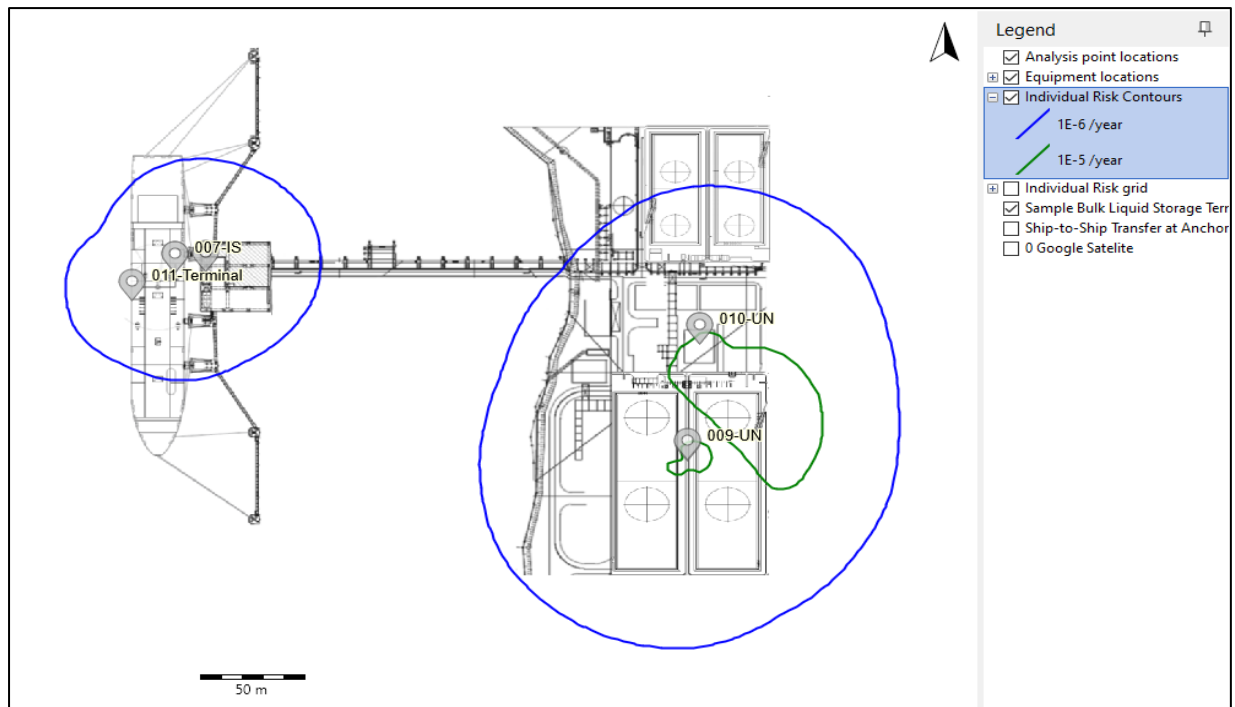 Legend
Analysis point locations
Equipment locations
Individual Risk Contours
1E-6 /year
1E-5 /year
Individual Risk grid
Sample Bulk Liquid Storage Terr
Ship-to-Ship Transfer at Anchor
0 Google Satelite
007-IS
011-Terminal
010-UN
009-UN
50 m